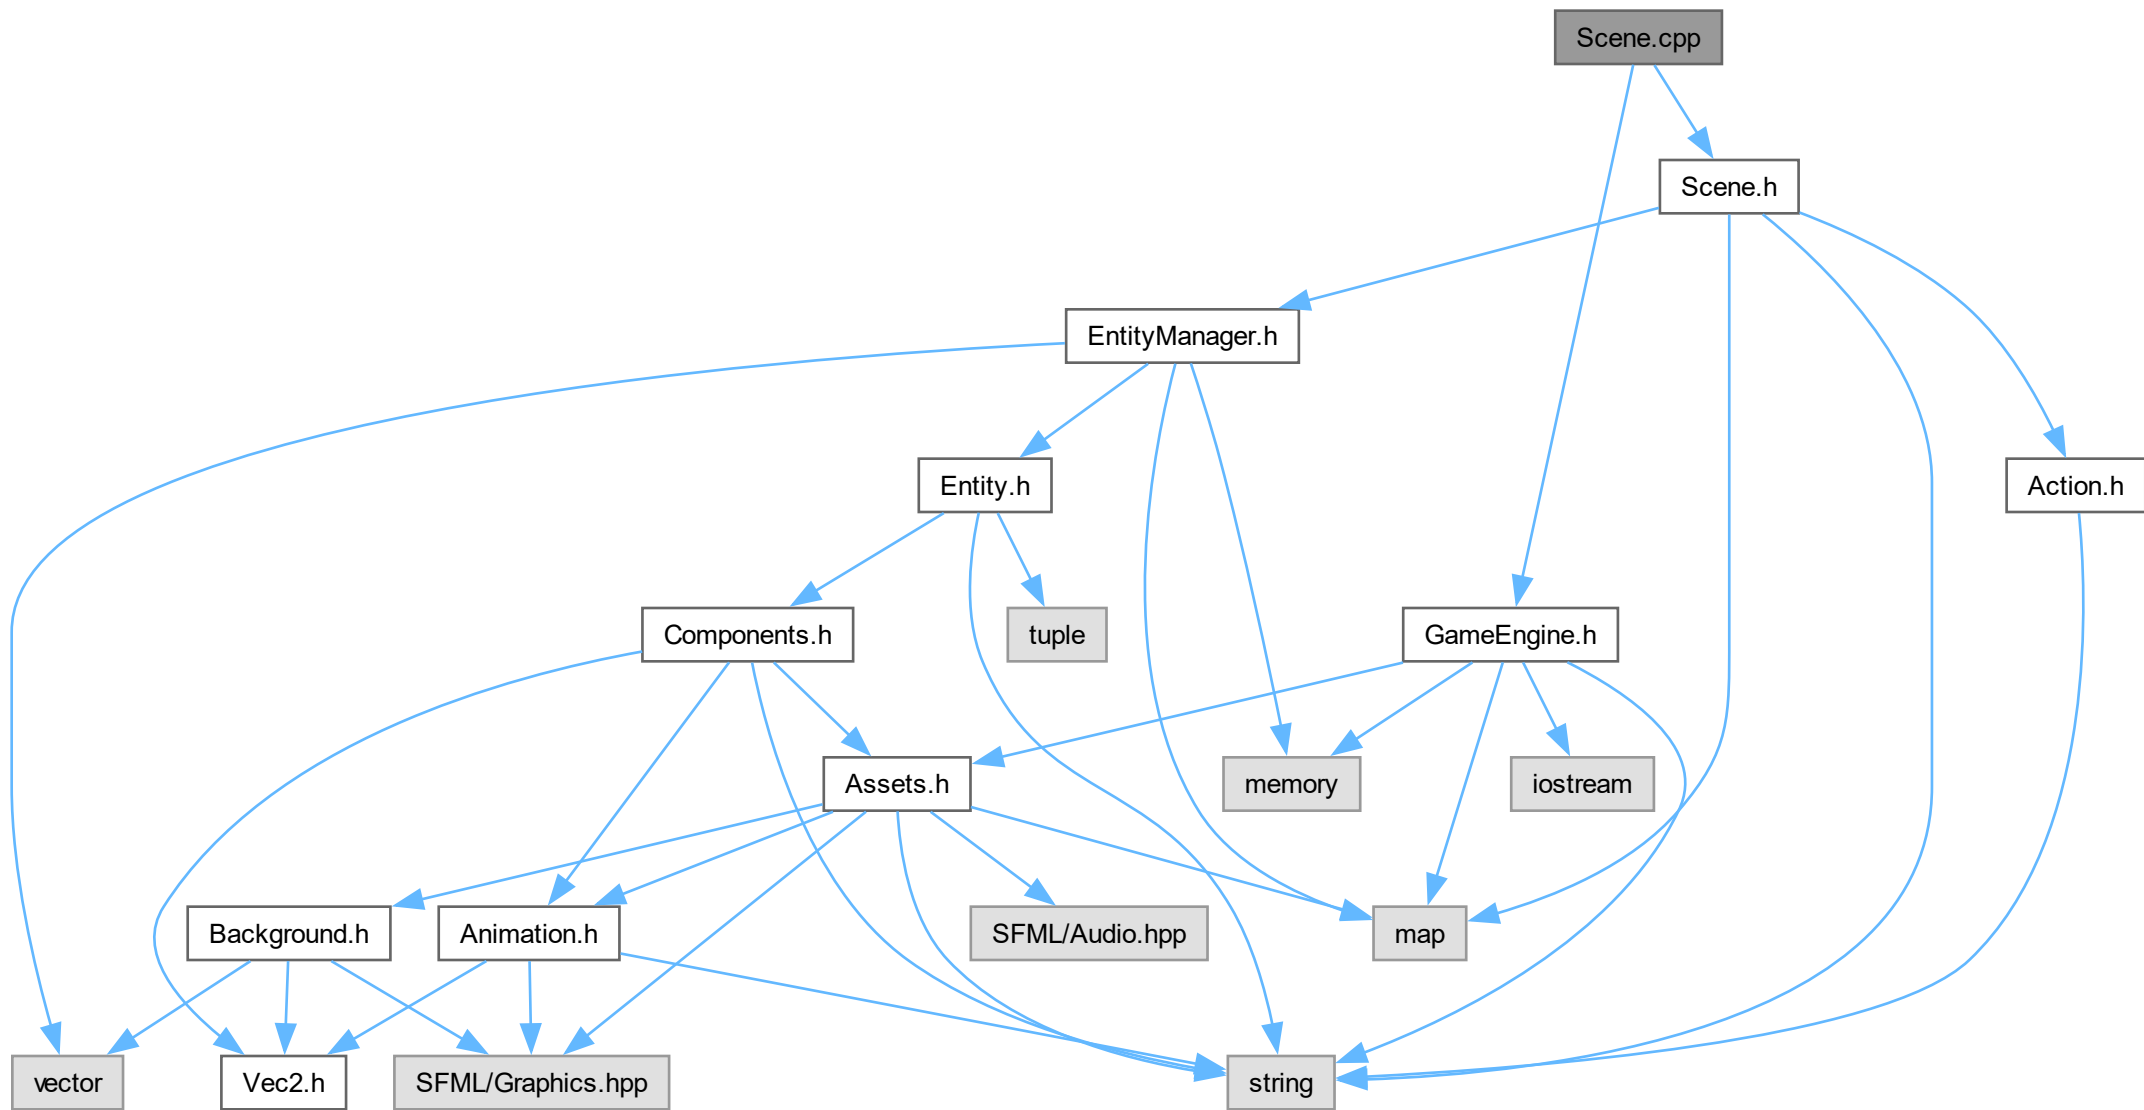 Scene.cpp
Scene.h
EntityManager.h
Entity.h
Action.h
Components.h
tuple
GameEngine.h
Assets.h
memory
iostream
Background.h
Animation.h
SFML/Audio.hpp
map
vector
Vec2.h
SFML/Graphics.hpp
string